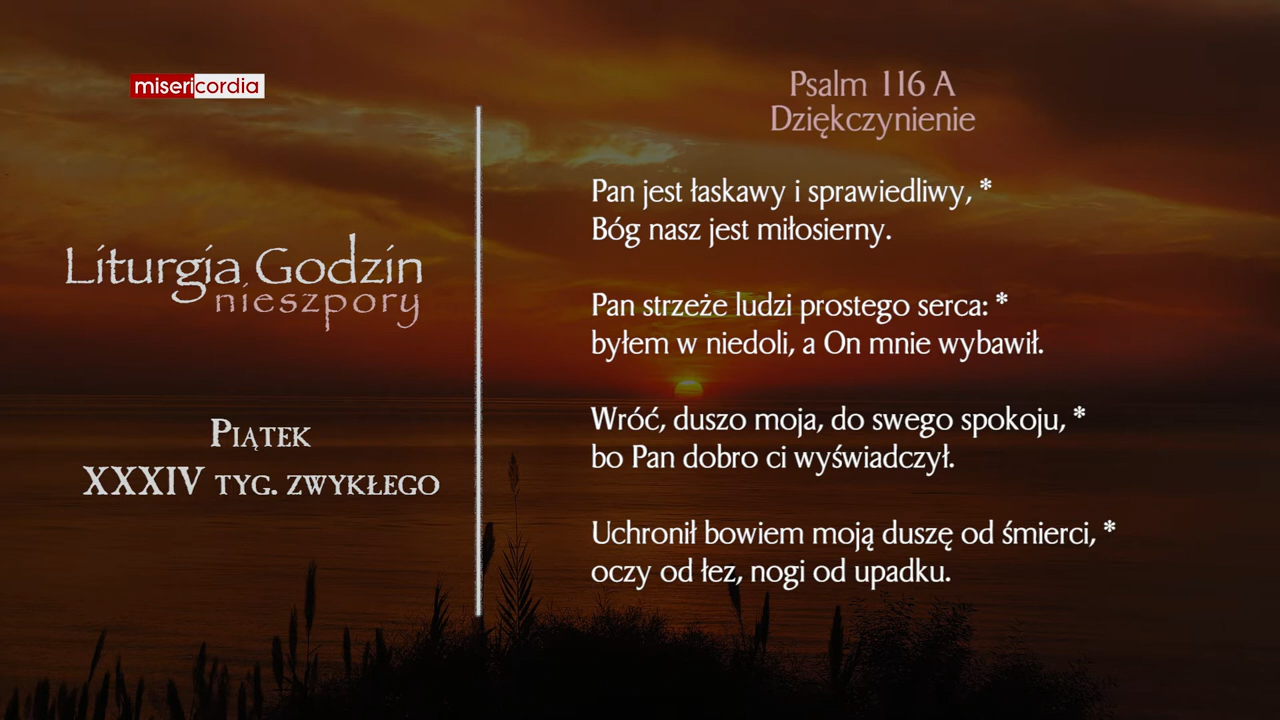 misericordia
Liturgia Godzin
nieszpory
Piątek
XXXIV tyg. zwykłego
Psalm 116 A
Dziękczynienie
Pan jest łaskawy i sprawiedliwy, *
Bóg nasz jest miłosierny.
Pan strzeże ludzi prostego serca: *
byłem w niedoli, a On mnie wybawił.
Wróć, duszo moja, do swego spokoju, *
bo Pan dobro ci wyświadczył.
Uchronił bowiem moją duszę od śmierci, *
oczy od łez, nogi od upadku.